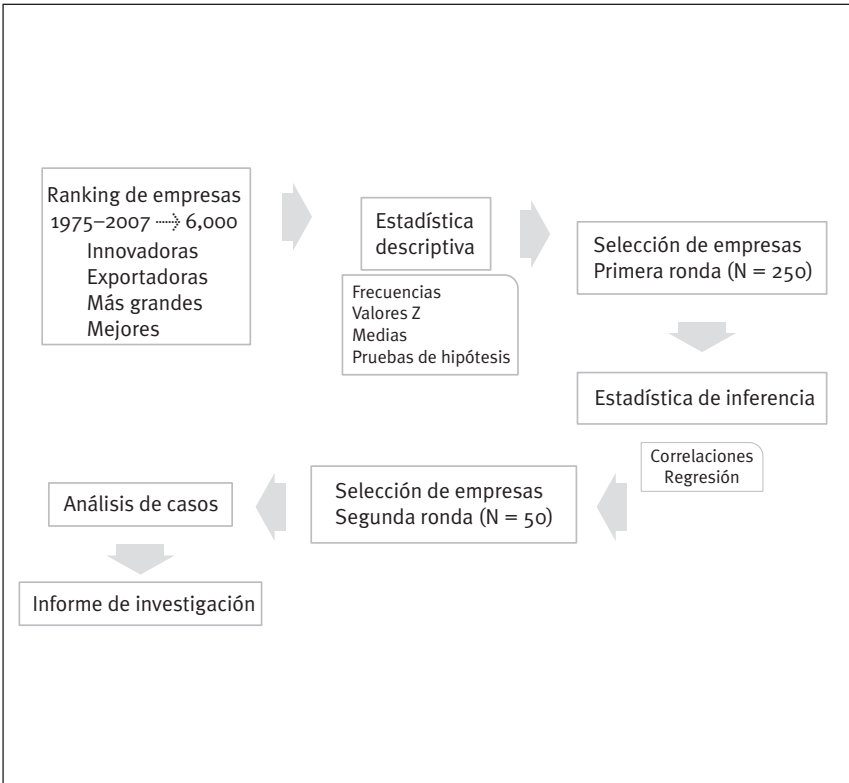 Ranking de empresas
1975–2007 ····> 6,000
Innovadoras
Exportadoras
Más grandes
Mejores
Estadística
descriptiva
Frecuencias
Valores Z
Medias
Pruebas de hipótesis
Selección de empresas
Primera ronda (N = 250)
Estadística de inferencia
Correlaciones
Regresión
Selección de empresas
Segunda ronda (N = 50)
Análisis de casos
Informe de investigación